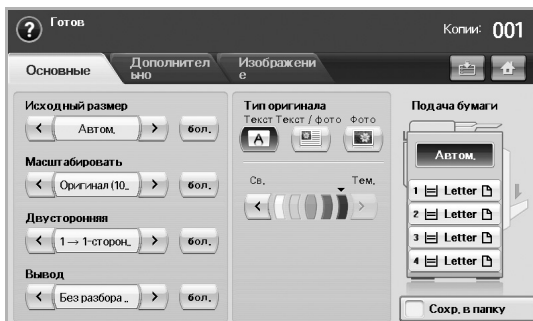 Готов
Копии: 001
Основные
Дополнител
ьно
Изображени
е
Исходный размер
Автом.
бол.
Масштабировать
Оригинал (10..
бол.
Двусторонняя
1 → 1-сторон..
бол.
Вывод
Без разбора ..
бол.
Тип оригинала
Текст Текст / фото Фото
A
Св. Тем.
Подача бумаги
Автом.
1 Letter
2 Letter
3 Letter
4 Letter
Сохр. в папку